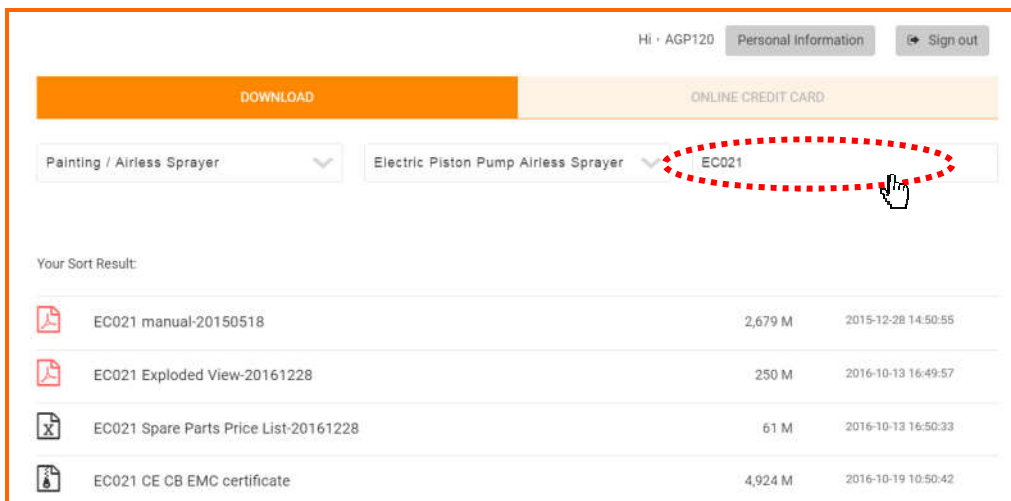 Hi · AGP120 Personal Information Sign out
DOWNLOAD ONLINE CREDIT CARD
Painting / Airless Sprayer Electric Piston Pump Airless Sprayer EC021
Your Sort Result:
EC021 manual-20150518 2,679 M 2015-12-28 14:50:55
EC021 Exploded View-20161228 250 M 2016-10-13 16:49:57
X EC021 Spare Parts Price List-20161228 61 M 2016-10-13 16:50:33
EC021 CE CB EMC certificate 4,924 M 2016-10-19 10:50:42